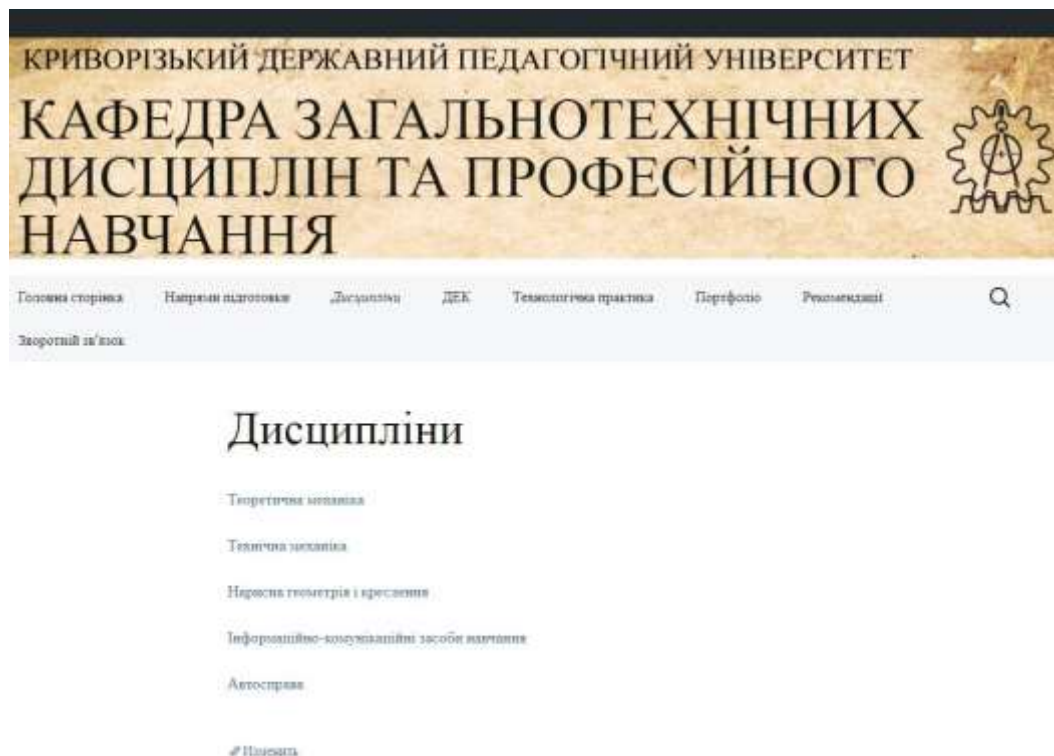 КРИВОРІЗЬКИЙ ДЕРЖАВНИЙ ПЕДАГОГІЧНИЙ УНІВЕРСИТЕТ
КАФЕДРА ЗАГАЛЬНОТЕХНІЧНИХ
ДИСЦИПЛІН ТА ПРОФЕСІЙНОГО
НАВЧАННЯ
Головна сторінка Напрями підготовки Дисципліни ДЕК Технологічна практика Портфоліо Рекомендації
Зворотній зв'язок
Дисципліни
Теоретична механіка
Технічна механіка
Нарисна геометрія і креслення
Інформаційно-комунікаційні засоби навчання
Автосправа
Изменить